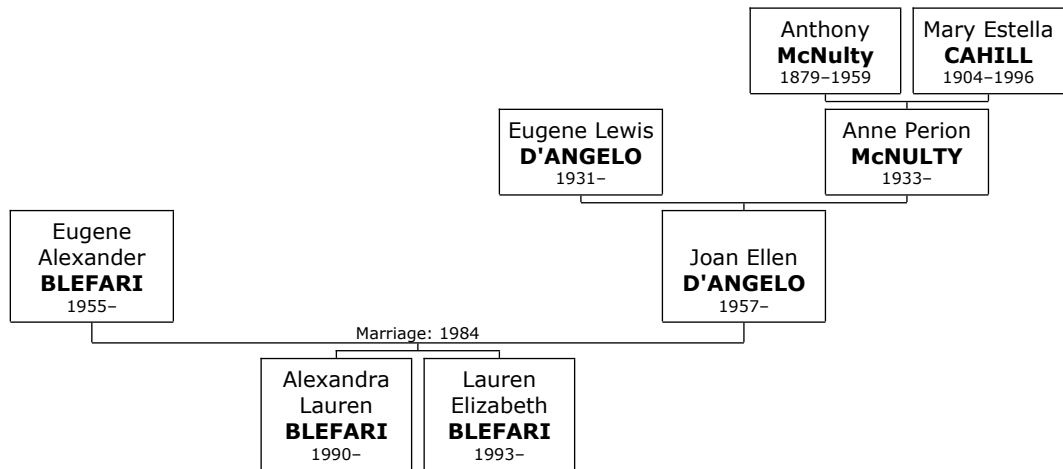 Anthony
McNulty
1879–1959
Mary Estella
CAHILL
1904–1996
Eugene Lewis
D'ANGELO
1931–
Anne Perion
McNULTY
1933–
Eugene
Alexander
BLEFARI
1955–
Joan Ellen
D'ANGELO
1957–
Marriage: 1984
Alexandra
Lauren
BLEFARI
1990–
Lauren
Elizabeth
BLEFARI
1993–